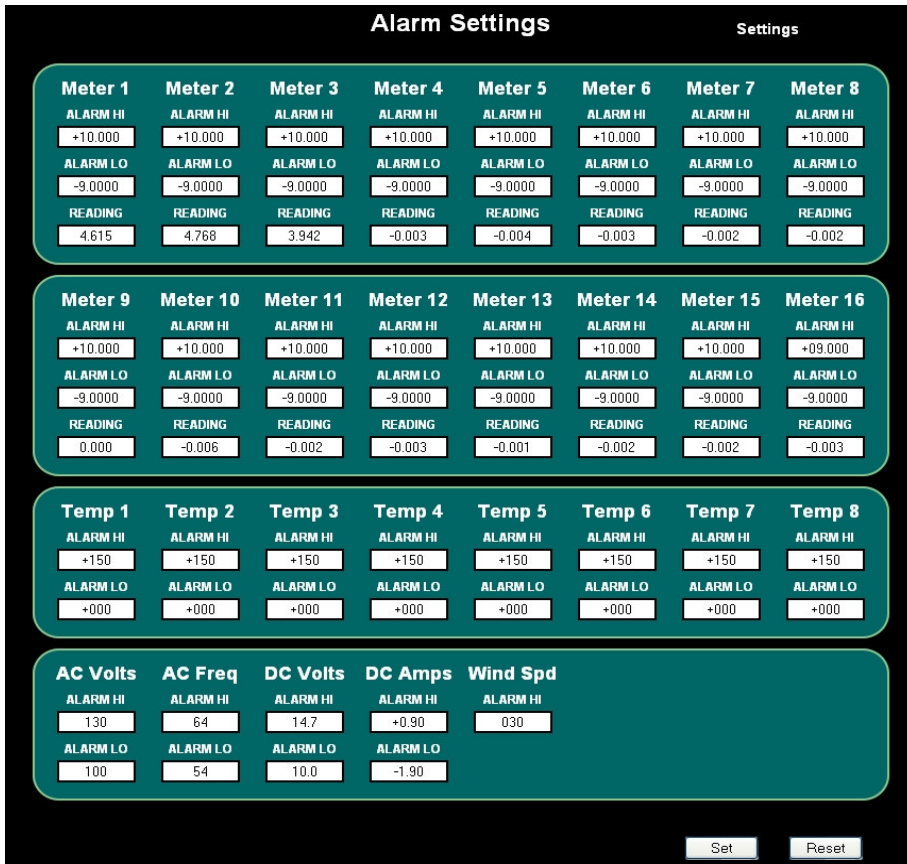 Alarm Settings Settings
Meter 1 Meter 2 Meter 3 Meter 4 Meter 5 Meter 6 Meter 7 Meter 8
ALARM HI ALARM HI ALARM HI ALARM HI ALARM HI ALARM HI ALARM HI ALARM HI
+10.000 +10.000 +10.000 +10.000 +10.000 +10.000 +10.000 +10.000
ALARM LO ALARM LO ALARM LO ALARM LO ALARM LO ALARM LO ALARM LO ALARM LO
-9.0000 -9.0000 -9.0000 -9.0000 -9.0000 -9.0000 -9.0000 -9.0000
READING READING READING READING READING READING READING READING
4.615 4.768 3.942 -0.003 -0.004 -0.003 -0.002 -0.002
Meter 9 Meter 10 Meter 11 Meter 12 Meter 13 Meter 14 Meter 15 Meter 16
ALARM HI ALARM HI ALARM HI ALARM HI ALARM HI ALARM HI ALARM HI ALARM HI
+10.000 +10.000 +10.000 +10.000 +10.000 +10.000 +10.000 +09.000
ALARM LO ALARM LO ALARM LO ALARM LO ALARM LO ALARM LO ALARM LO ALARM LO
-9.0000 -9.0000 -9.0000 -9.0000 -9.0000 -9.0000 -9.0000 -9.0000
READING READING READING READING READING READING READING READING
0.000 -0.006 -0.002 -0.003 -0.001 -0.002 -0.002 -0.003
Temp 1 Temp 2 Temp 3 Temp 4 Temp 5 Temp 6 Temp 7 Temp 8
ALARM HI ALARM HI ALARM HI ALARM HI ALARM HI ALARM HI ALARM HI ALARM HI
+150 +150 +150 +150 +150 +150 +150 +150
ALARM LO ALARM LO ALARM LO ALARM LO ALARM LO ALARM LO ALARM LO ALARM LO
+000 +000 +000 +000 +000 +000 +000 +000
AC Volts AC Freq DC Volts DC Amps Wind Spd
ALARM HI ALARM HI ALARM HI ALARM HI ALARM HI
130 64 14.7 +0.90 030
ALARM LO ALARM LO ALARM LO ALARM LO
100 54 10.0 -1.90
Set Reset